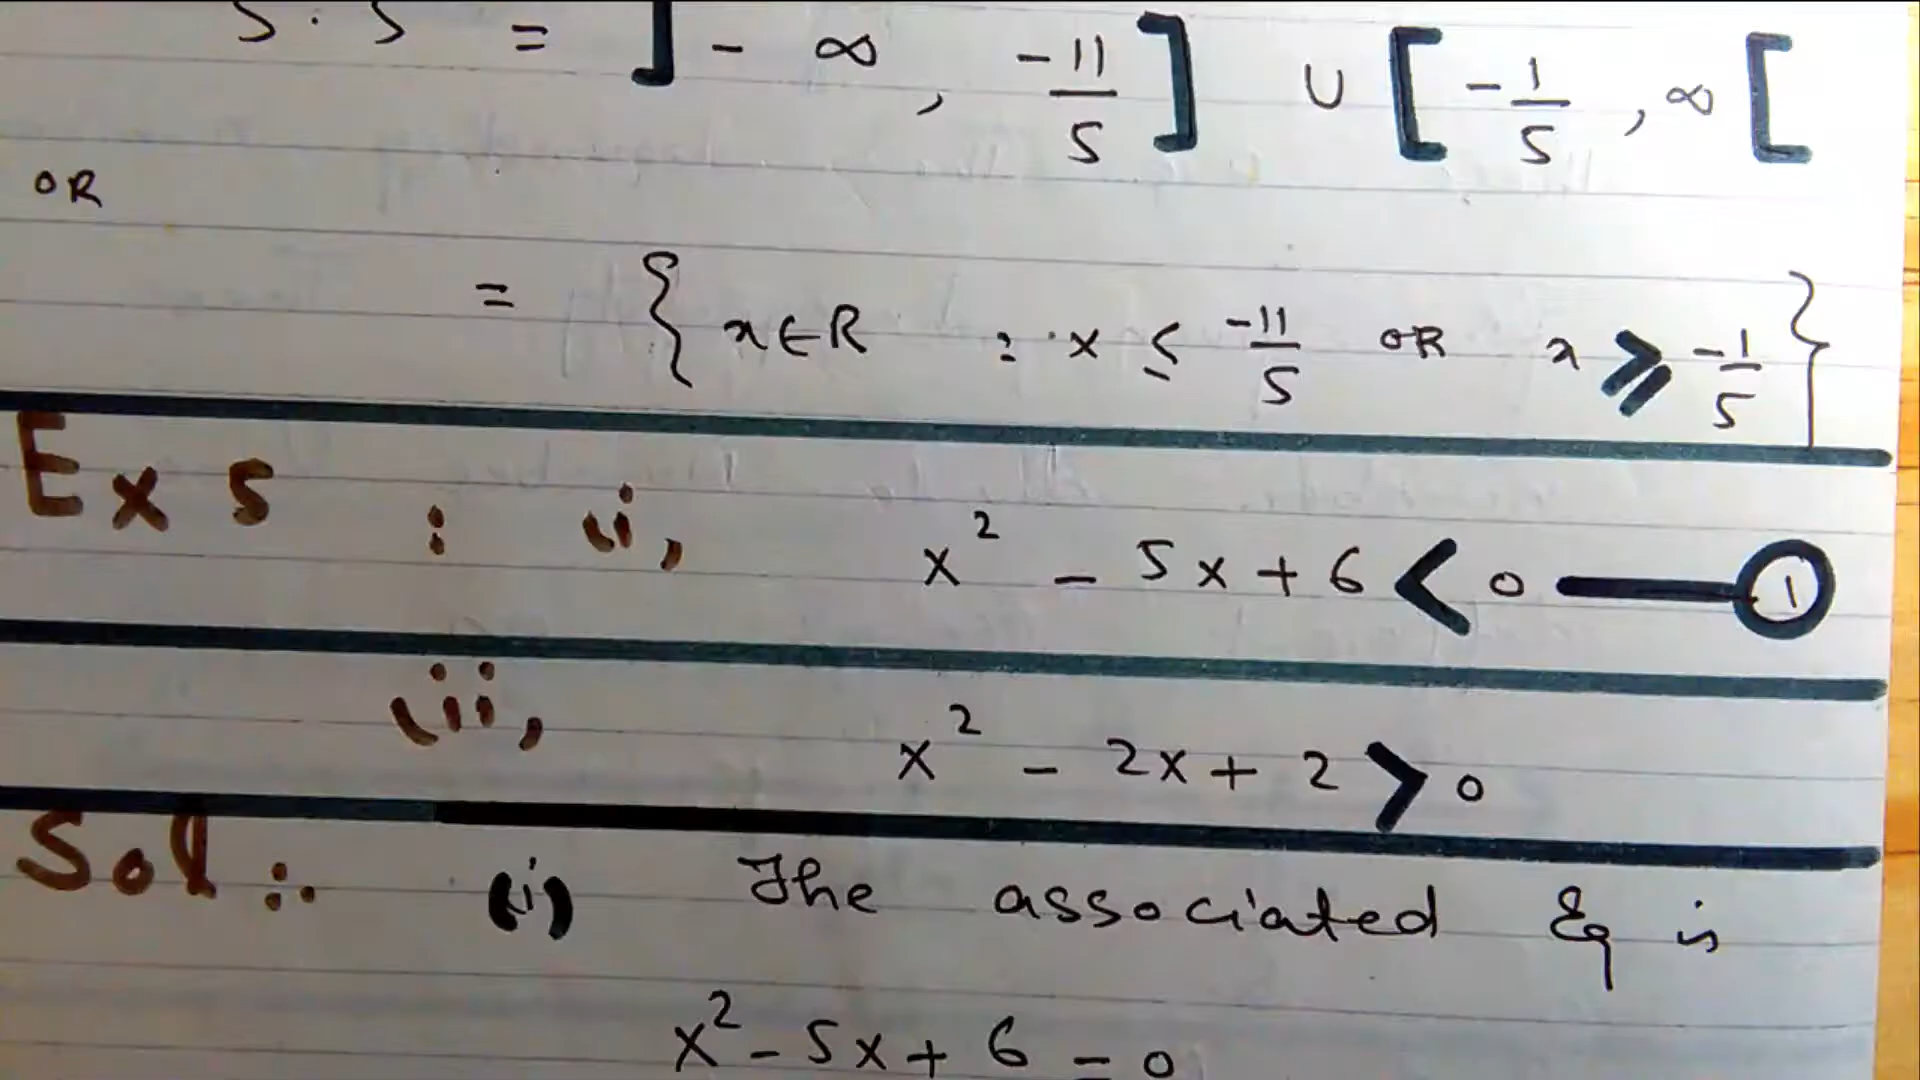 S.S = ]-∞, -11/5] ∪ [-1/5, ∞[
OR
= {x∈R : x ≤ -11/5 OR x ⩾ -1/5}
Ex 5 : (i, x² - 5x + 6 < 0 — ①
(ii, x² - 2x + 2 > 0
Sol :. (i) The associated Eq is
x² - 5x + 6 = 0